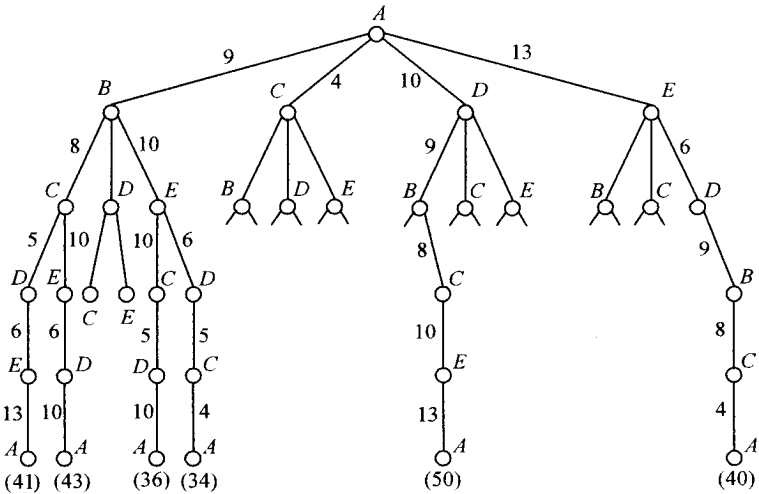 A
9 4 10 13
B C D E
8 10 9 6
C D E B D E B C E B C D
5 10 10 6 8 9
D E C E C D C B
6 6 5 5 10 8
E D D C E C
13 10 10 4 13 4
A A A A A A
(41) (43) (36) (34) (50) (40)